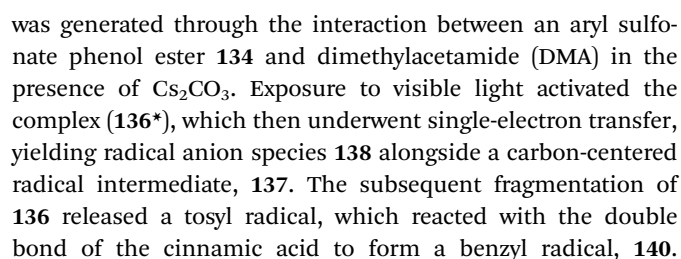 was generated through the interaction between an aryl sulfo-
nate phenol ester 134 and dimethylacetamide (DMA) in the
presence of Cs₂CO₃. Exposure to visible light activated the
complex (136*), which then underwent single-electron transfer,
yielding radical anion species 138 alongside a carbon-centered
radical intermediate, 137. The subsequent fragmentation of
136 released a tosyl radical, which reacted with the double
bond of the cinnamic acid to form a benzyl radical, 140.